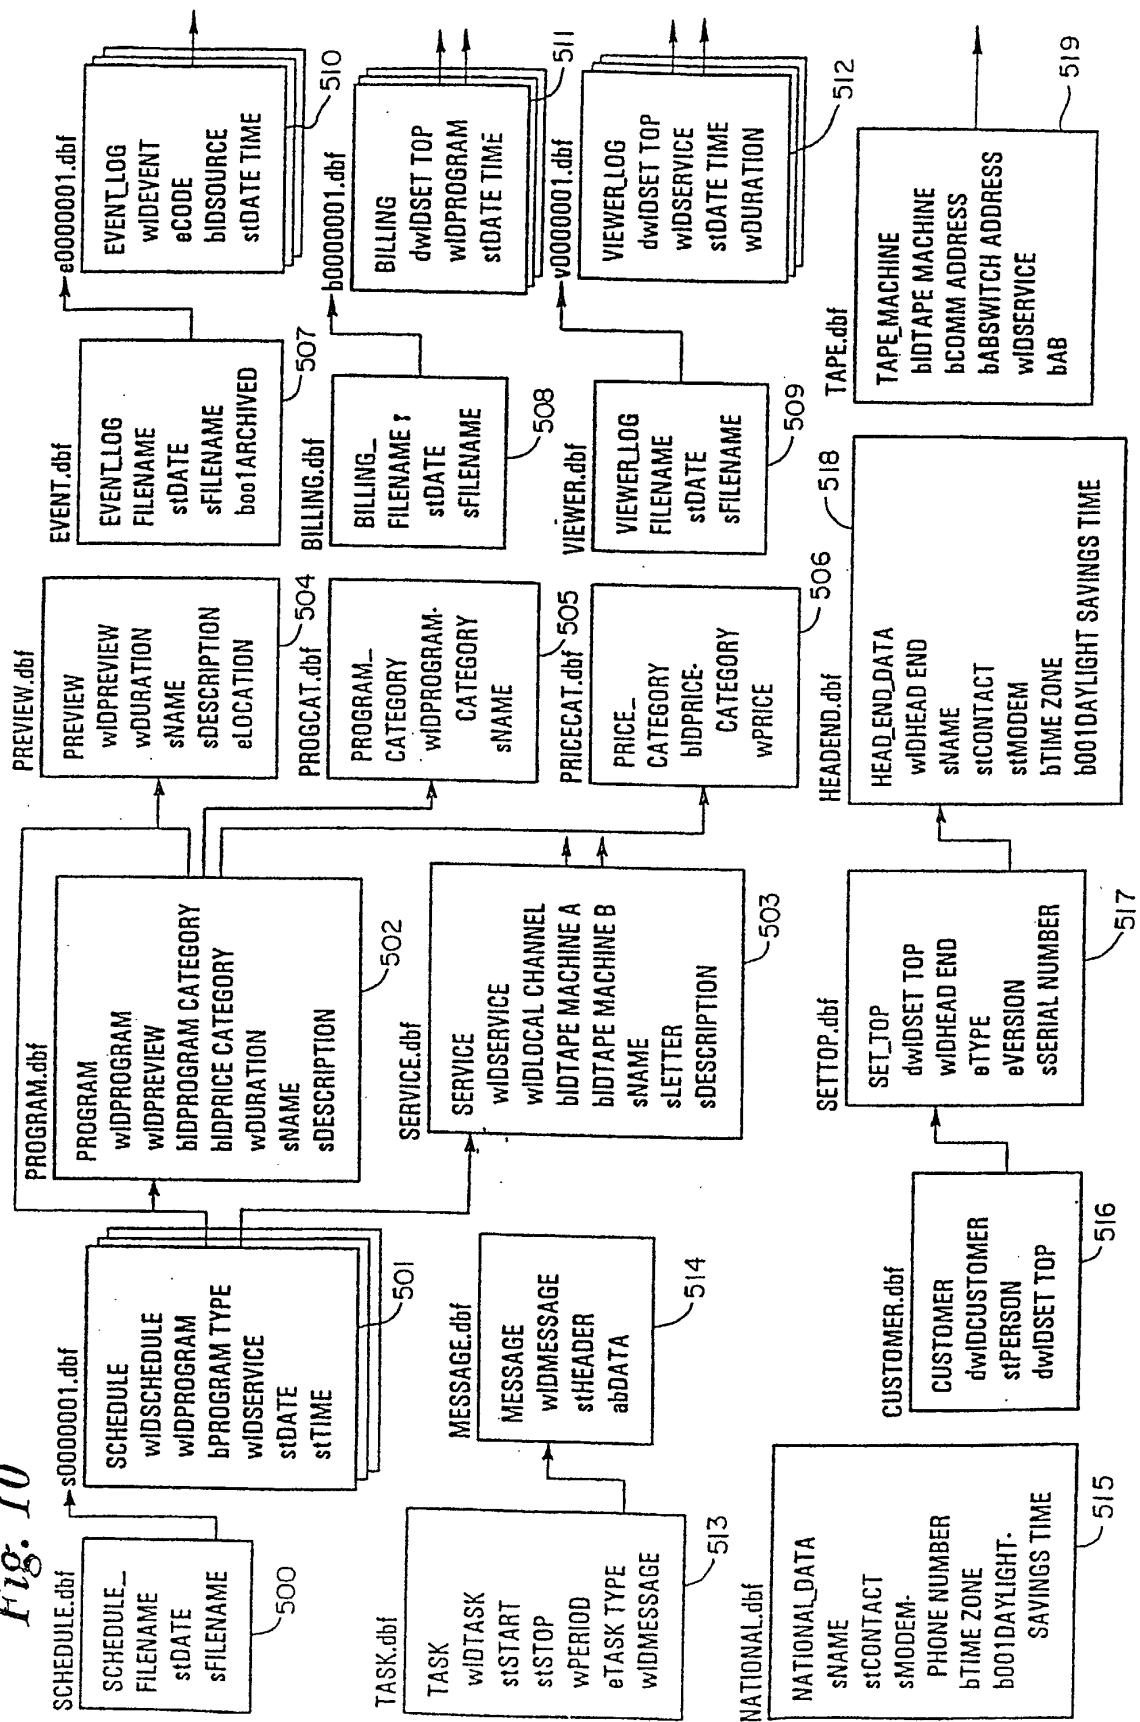 Fig. 10
SCHEDULE.dbf
SCHEDULE_
FILENAME
stDATE
sFILENAME
500
s0000001.dbf
SCHEDULE
wIDSCHEDULE
wIDPROGRAM
bPROGRAM TYPE
wIDSERVICE
stDATE
stTIME
501
PROGRAM.dbf
PROGRAM
wIDPROGRAM
wIDPREVIEW
bIDPROGRAM CATEGORY
bIDPRICE CATEGORY
wDURATION
sNAME
sDESCRIPTION
502
SERVICE.dbf
SERVICE
wIDSERVICE
wIDLOCAL CHANNEL
bIDTAPE MACHINE A
bIDTAPE MACHINE B
sNAME
sLETTER
sDESCRIPTION
503
PREVIEW.dbf
PREVIEW
wIDPREVIEW
wDURATION
sNAME
sDESCRIPTION
eLOCATION
504
PROGCAT.dbf
PROGRAM_
CATEGORY
wIDPROGRAM-
CATEGORY
sNAME
505
PRICECAT.dbf
PRICE_
CATEGORY
bIDPRICE-
CATEGORY
wPRICE
506
EVENT.dbf
EVENT_LOG
FILENAME
stDATE
sFILENAME
boo1ARCHIVED
507
BILLING.dbf
BILLING_
FILENAME
stDATE
sFILENAME
508
VIEWER.dbf
VIEWER_LOG
FILENAME
stDATE
sFILENAME
509
e0000001.dbf
EVENT_LOG
wIDEVENT
eCODE
bIDSOURCE
stDATE TIME
510
b0000001.dbf
BILLING
dwIDSET TOP
wIDPROGRAM
stDATE TIME
511
v0000001.dbf
VIEWER_LOG
dwIDSET TOP
wIDSERVICE
stDATE TIME
wDURATION
512
TASK.dbf
TASK
wIDTASK
stSTART
stSTOP
wPERIOD
eTASK TYPE
wIDMESSAGE
513
MESSAGE.dbf
MESSAGE
wIDMESSAGE
stHEADER
abDATA
514
NATIONAL.dbf
NATIONAL_DATA
sNAME
stCONTACT
sMODEM-
PHONE NUMBER
bTIME ZONE
b001DAYLIGHT-
SAVINGS TIME
515
CUSTOMER.dbf
CUSTOMER
dwIDCUSTOMER
stPERSON
dwIDSET TOP
516
SETTOP.dbf
SET_TOP
dwIDSET TOP
wIDHEAD END
eTYPE
eVERSION
sSERIAL NUMBER
517
HEADEND.dbf
HEAD_END_DATA
wIDHEAD END
sNAME
stCONTACT
stMODEM
bTIME ZONE
b001DAYLIGHT SAVINGS TIME
518
TAPE.dbf
TAPE_MACHINE
bIDTAPE MACHINE
bCOMM ADDRESS
bABSWITCH ADDRESS
wIDSERVICE
bAB
519